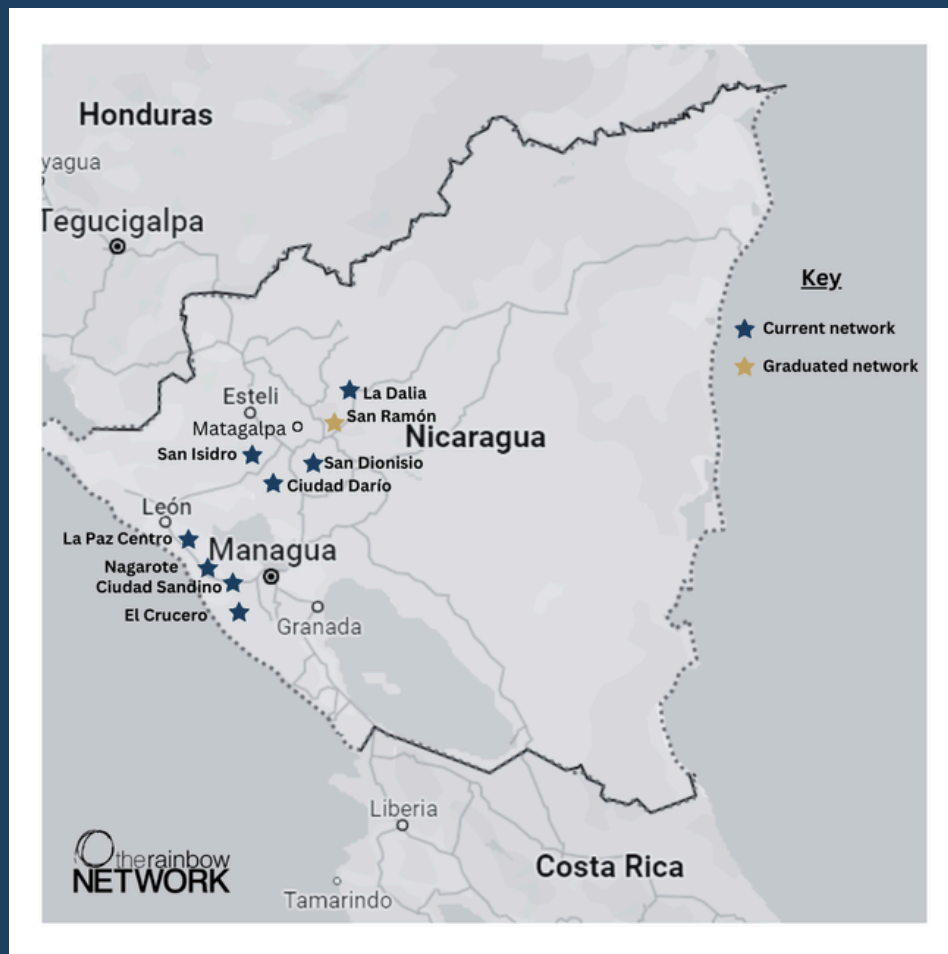 Honduras
yagua
Tegucigalpa
Key
Current network
Graduated network
La Dalia
Esteli
San Ramón
Matagalpa
Nicaragua
San Isidro
San Dionisio
Ciudad Darío
León
La Paz Centro
Managua
Nagarote
Ciudad Sandino
El Crucero
Granada
Liberia
therainbow
NETWORK
Costa Rica
Tamarindo